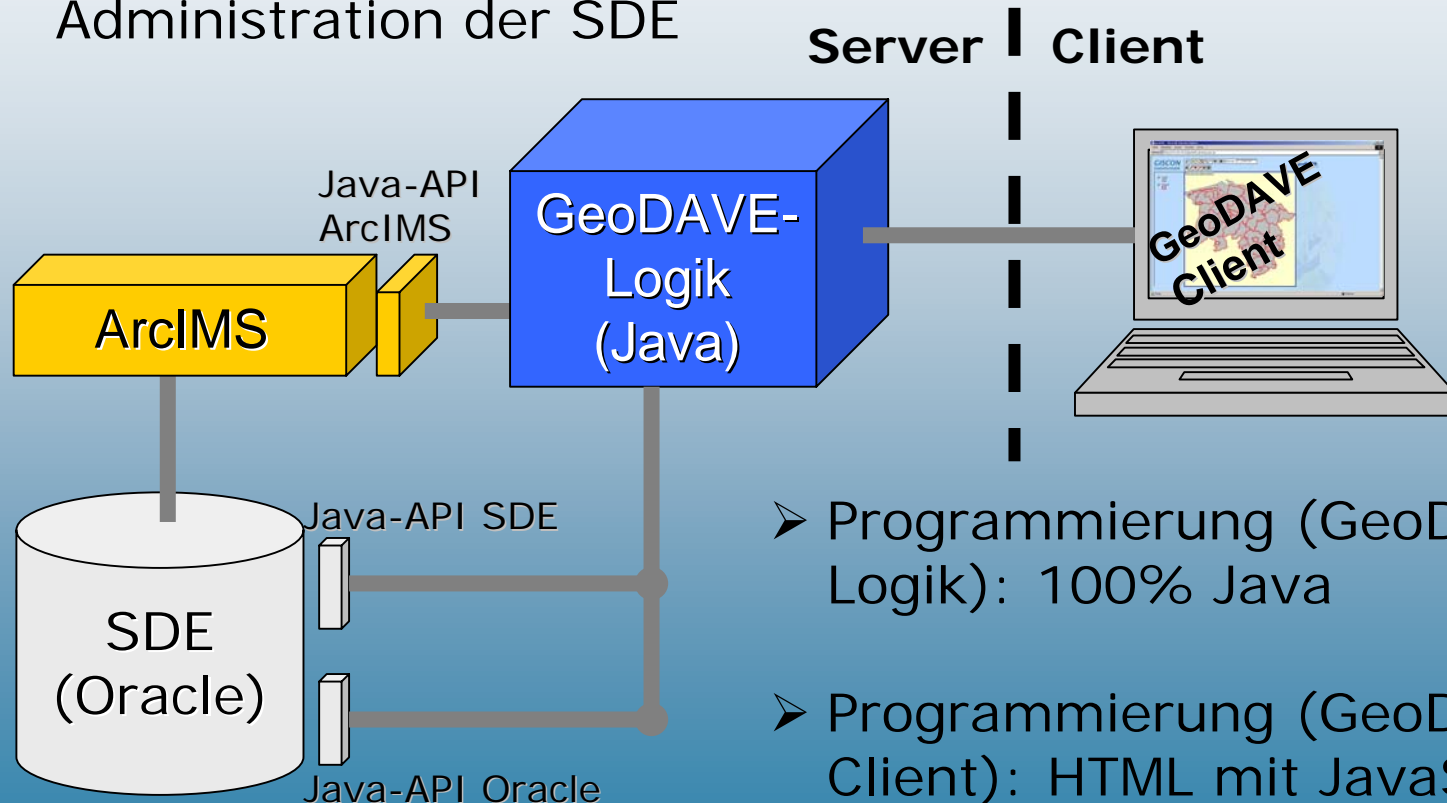 Administration der SDE
Server
Client
Java-API
ArcIMS
GeoDAVE-
Logik
(Java)
ArcIMS
GISCON
GeoDAVE
Client
Java-API SDE
SDE
(Oracle)
Java-API Oracle
➢ Programmierung (GeoD
Logik): 100% Java
➢ Programmierung (GeoD
Client): HTML mit JavaS